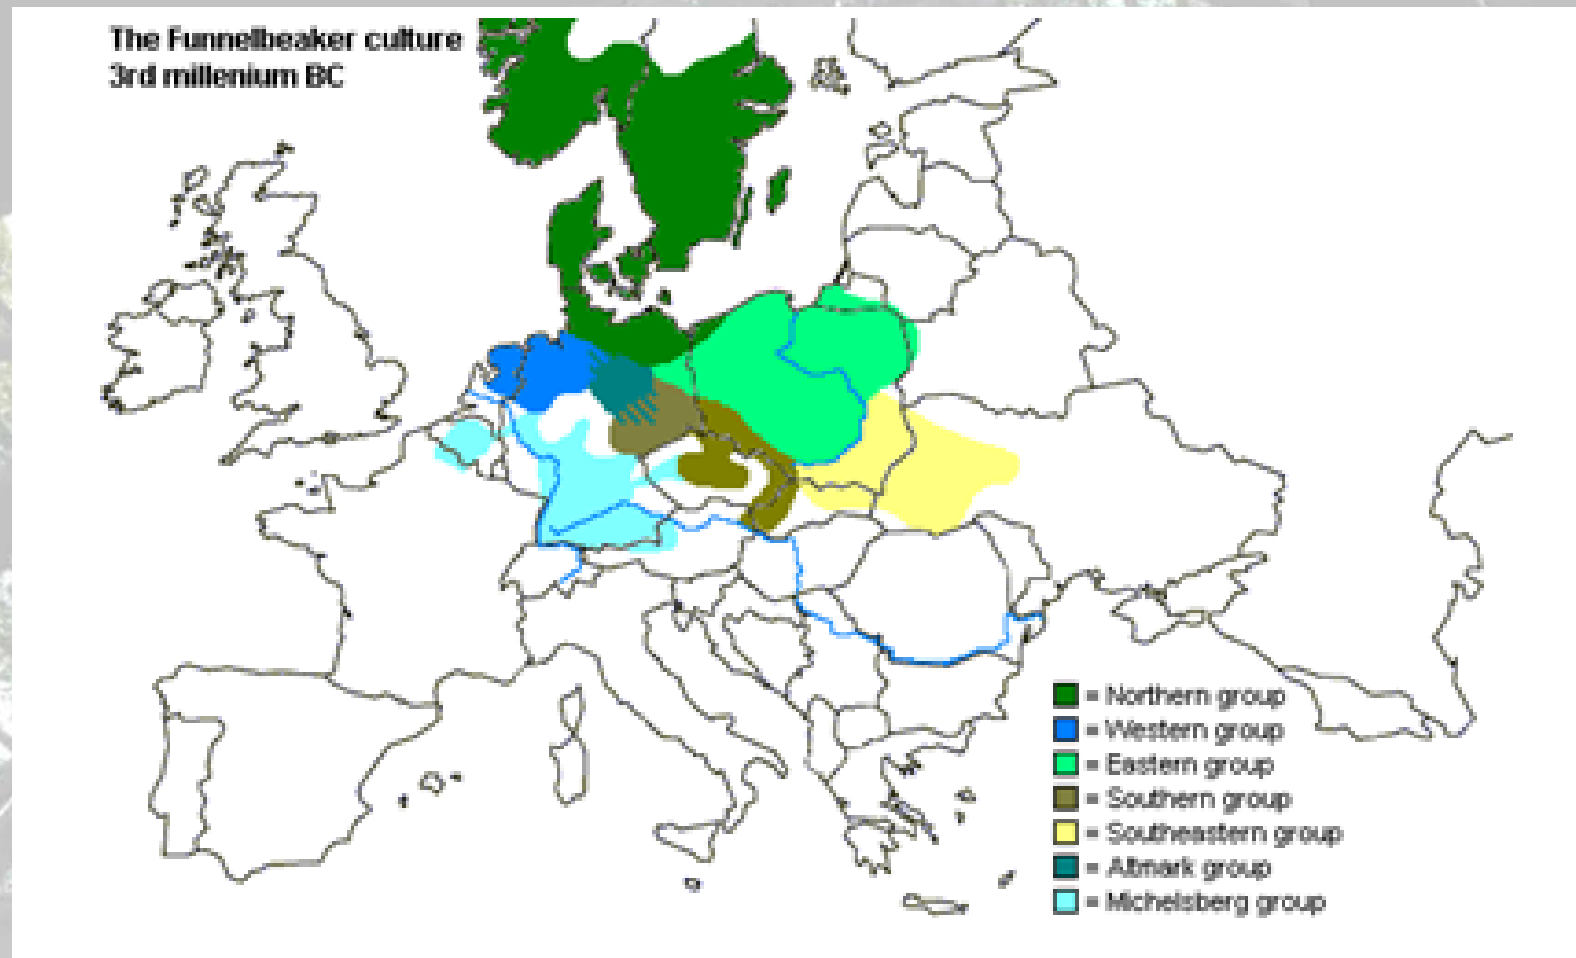 The Funnelbeaker culture
3rd millenium BC
= Northern group
= Western group
= Eastern group
= Southern group
= Southeastern group
= Altmark group
= Michelsberg group